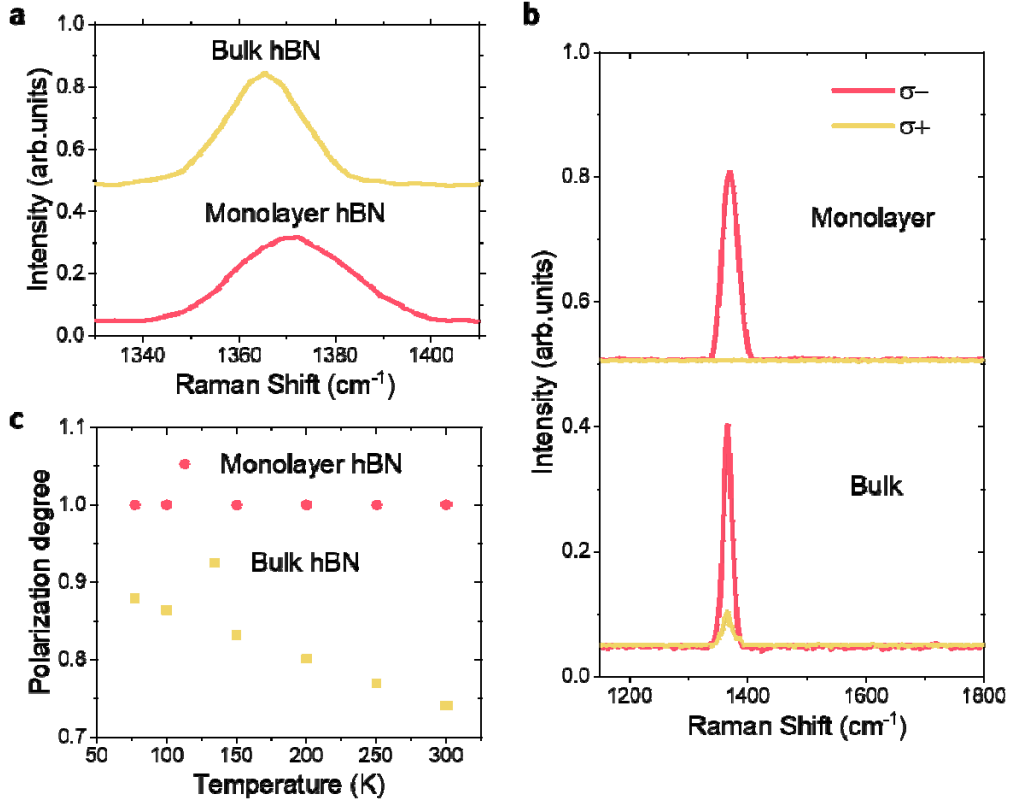 a
1.0
0.8
0.6
0.4
0.2
0.0
Intensity (arb.units)
Bulk hBN
Monolayer hBN
1340
1360
1380
1400
Raman Shift (cm⁻¹)
b
1.0
0.8
0.6
0.4
0.2
0.0
Intensity (arb.units)
σ−
σ+
Monolayer
Bulk
1200
1400
1600
1800
Raman Shift (cm⁻¹)
c
1.1
1.0
0.9
0.8
0.7
Polarization degree
Monolayer hBN
Bulk hBN
50
100
150
200
250
300
Temperature (K)